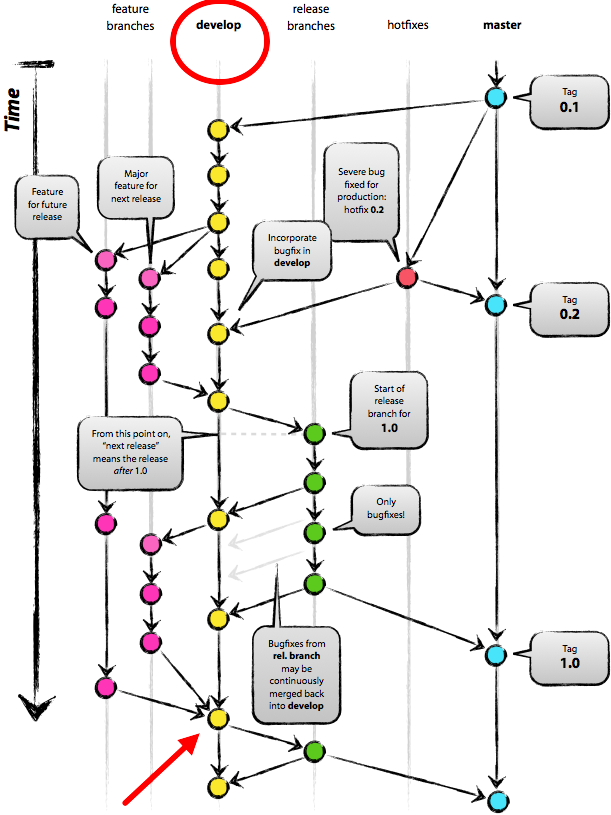 feature
branches
develop
release
branches
hotfixes
master
Time
Tag
0.1
Major
feature for
next release
Severe bug
fixed for
production:
hotfix 0.2
Feature
for future
release
Incorporate
bugfix in
develop
Tag
0.2
Start of
release
branch for
1.0
From this point on,
“next release”
means the release
after 1.0
Only
bugfixes!
Bugfixes from
rel. branch
may be
continuously
merged back
into develop
Tag
1.0